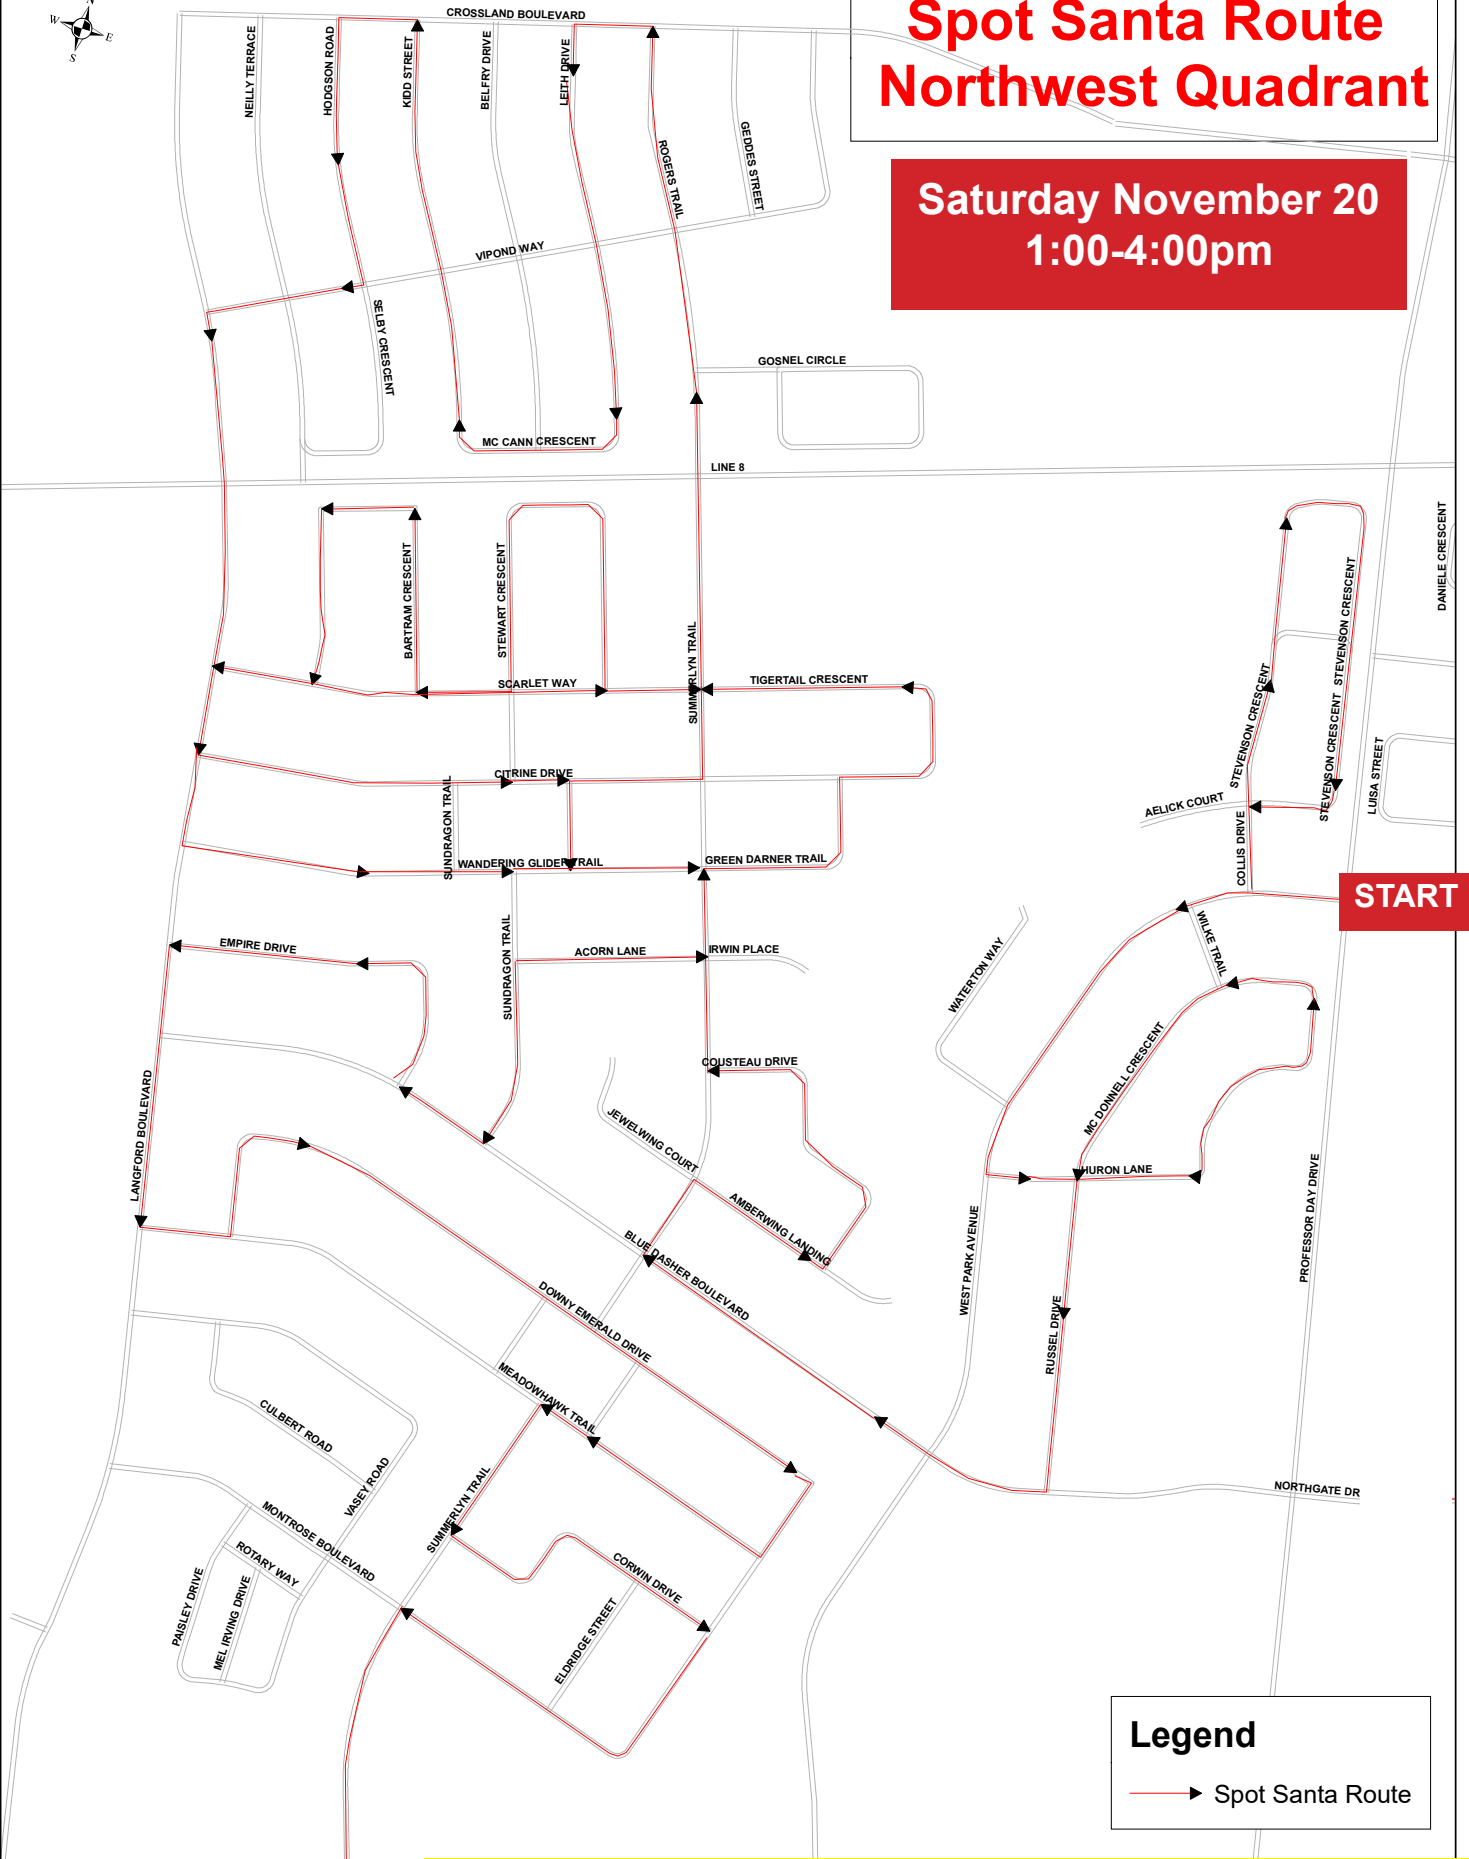 N
W
E
S
Spot Santa Route
Northwest Quadrant
Saturday November 20
1:00-4:00pm
CROSSLAND BOULEVARD
NEILLY TERRACE
HODGSON ROAD
KIDD STREET
BELFRY DRIVE
LEITH DRIVE
ROGERS TRAIL
GEDDES STREET
VIPOND WAY
SELBY CRESCENT
GOSNEL CIRCLE
MC CANN CRESCENT
LINE 8
BARTRAM CRESCENT
STEWART CRESCENT
SUMMERLYN TRAIL
SCARLET WAY
TIGERTAIL CRESCENT
DANIELE CRESCENT
STEVENSON CRESCENT
STEVENSON CRESCENT
STEVENSON CRESCENT
LUISA STREET
AELICK COURT
COLLIS DRIVE
CITRINE DRIVE
SUNDRAGON TRAIL
WANDERING GLIDER TRAIL
GREEN DARNER TRAIL
START
WILKE TRAIL
EMPIRE DRIVE
SUNDRAGON TRAIL
ACORN LANE
IRWIN PLACE
WATERTON WAY
COUSTEAU DRIVE
MC DONNELL CRESCENT
JEWELWING COURT
HURON LANE
LANGFORD BOULEVARD
AMBERWING LANDING
BLUE DASHER BOULEVARD
WEST PARK AVENUE
PROFESSOR DAY DRIVE
DOWNY EMERALD DRIVE
RUSSEL DRIVE
MEADOWHAWK TRAIL
CULBERT ROAD
VASEY ROAD
SUMMERLYN TRAIL
NORTHGATE DR
MONTROSE BOULEVARD
ROTARY WAY
PAISLEY DRIVE
MEL IRVING DRIVE
CORWIN DRIVE
ELDRIDGE STREET
Legend
Spot Santa Route